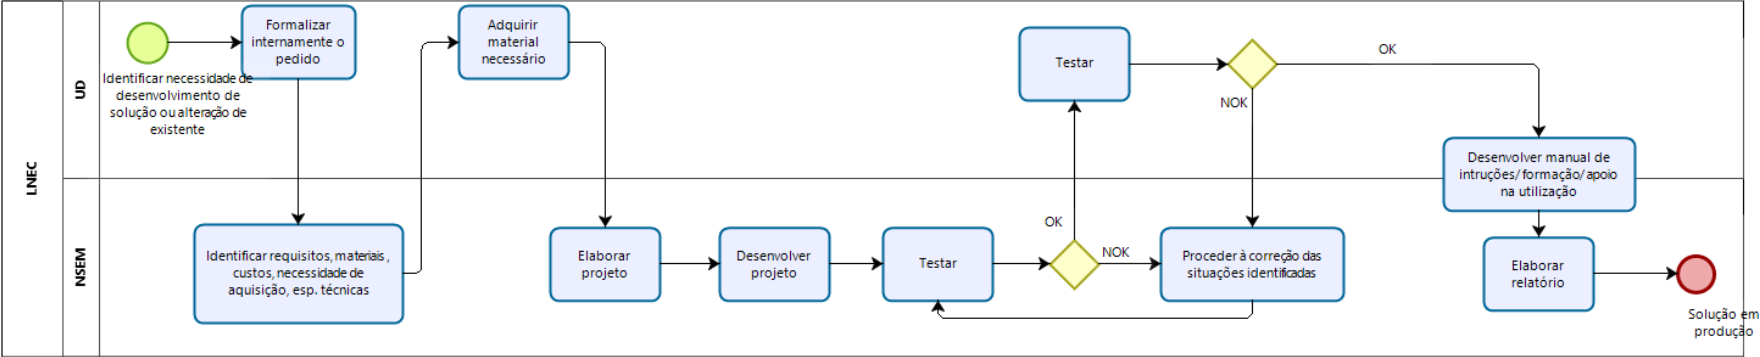 LNEC
UD
NSEM
Identificar necessidade de
desenvolvimento de
solução ou alteração de
existente
Formalizar
internamente o
pedido
Identificar requisitos, materiais,
custos, necessidade de
aquisição, esp. técnicas
Adquirir
material
necessário
Elaborar
projeto
Desenvolver
projeto
Testar
OK
NOK
Testar
OK
NOK
Proceder à correção das
situações identificadas
Desenvolver manual de
intruções/formação/apoio
na utilização
Elaborar
relatório
Solução em
produção